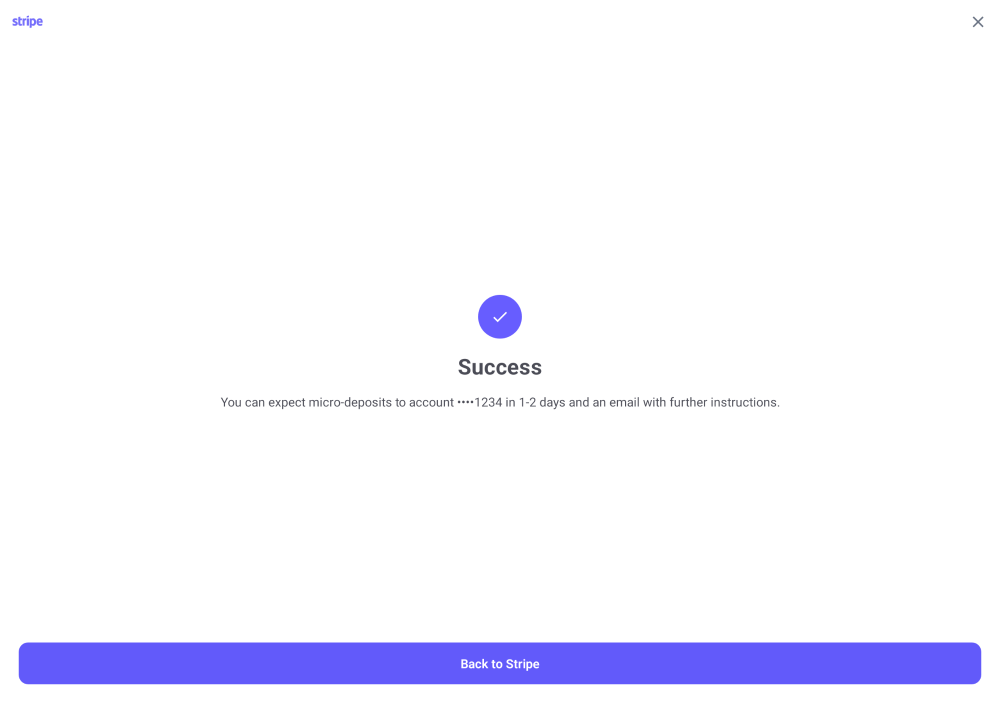 stripe
Success
You can expect micro-deposits to account ••••1234 in 1-2 days and an email with further instructions.
Back to Stripe